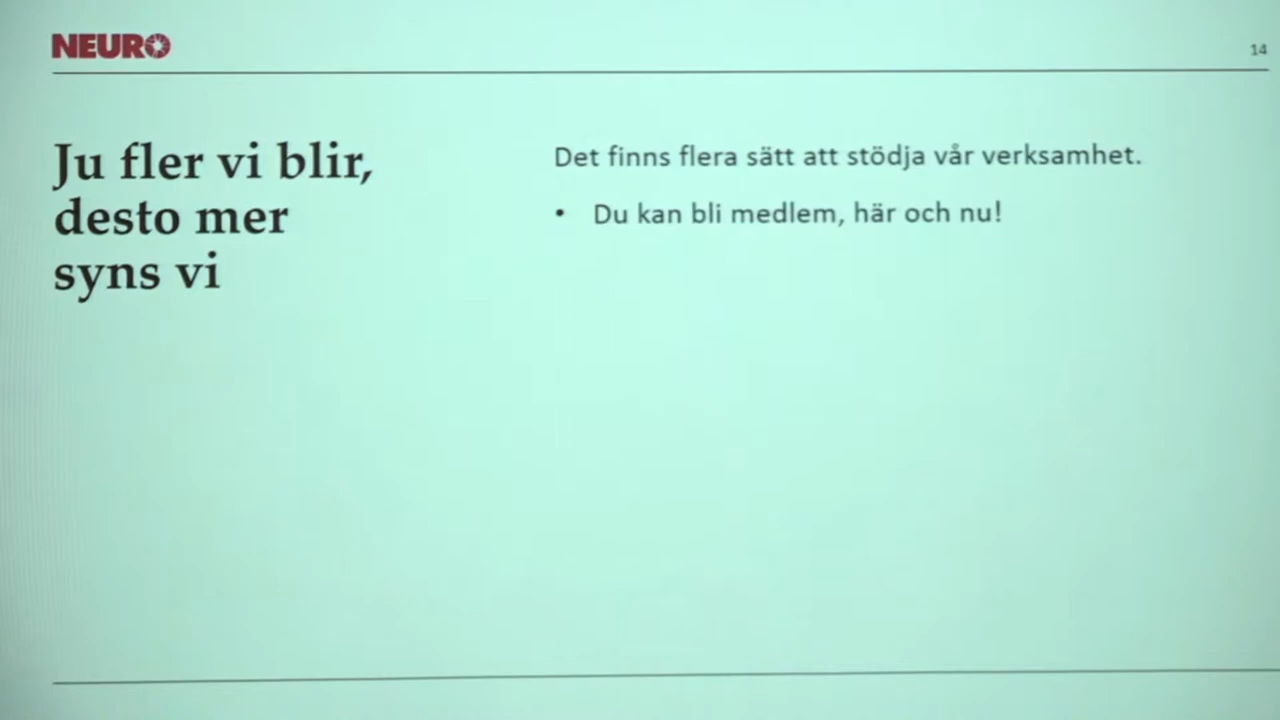 NEURO
14
Ju fler vi blir,
desto mer
syns vi
Det finns flera sätt att stödja vår verksamhet.
• Du kan bli medlem, här och nu!